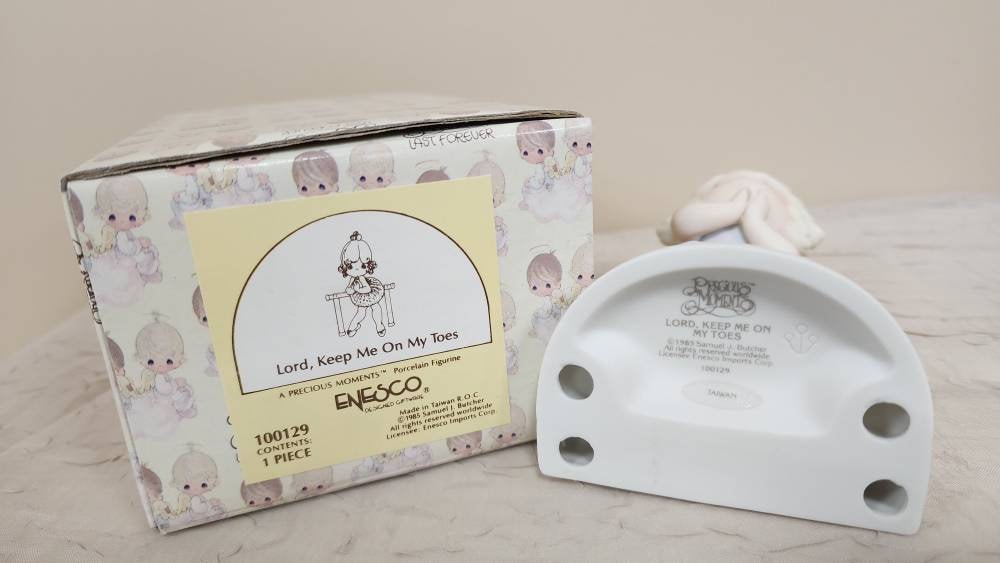 LAST FOREVER
Lord, Keep Me On My Toes
A PRECIOUS MOMENTS™ Porcelain Figurine
ENESCO®
DESIGNED GIFTWARE
100129
CONTENTS:
1 PIECE
Made in Taiwan R.O.C
©1985 Samuel J. Butcher
All rights reserved worldwide
Licensee: Enesco Imports Corp.
PRECIOUS
MOMENTS™
LORD, KEEP ME ON
MY TOES
©1985 Samuel J. Butcher
All rights reserved worldwide
Licensee Enesco Imports Corp.
100129
TAIWAN